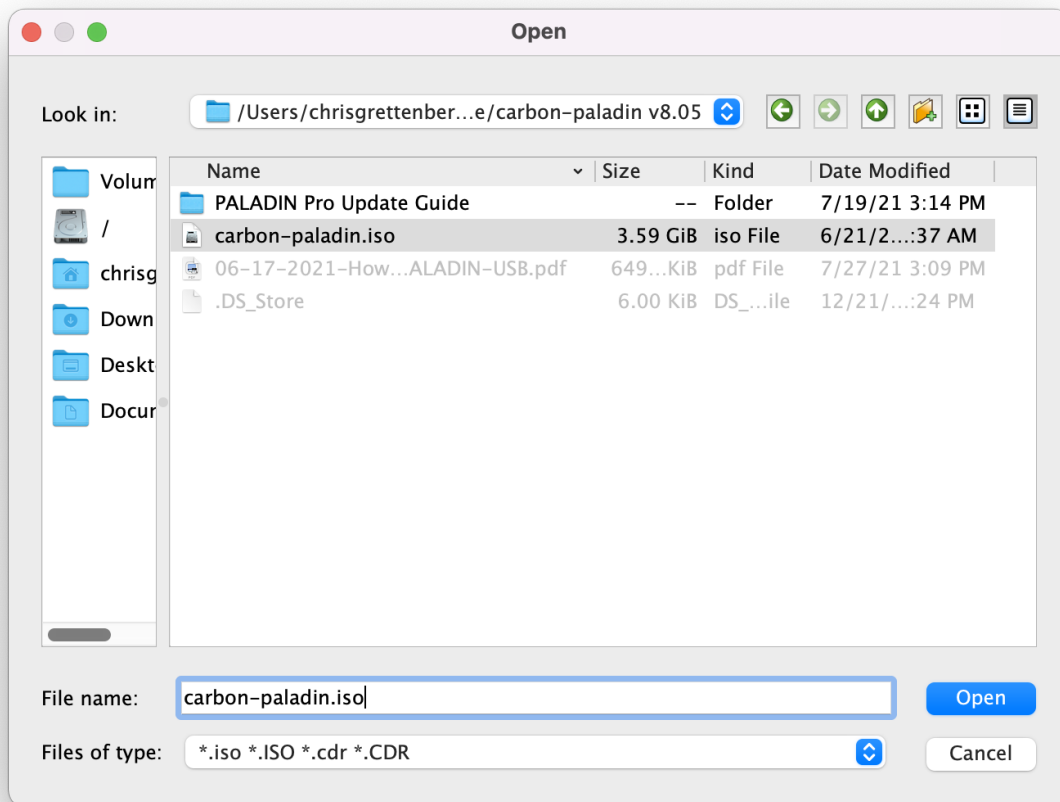 Open
Look in: /Users/chrisgrettenber...e/carbon-paladin v8.05
Name Size Kind Date Modified
Volum
/
chrisg
Down
Deskt
Docur
PALADIN Pro Update Guide -- Folder 7/19/21 3:14 PM
carbon-paladin.iso 3.59 GiB iso File 6/21/2...:37 AM
06-17-2021-How...ALADIN-USB.pdf 649...KiB pdf File 7/27/21 3:09 PM
.DS_Store 6.00 KiB DS_...ile 12/21/...:24 PM
File name: carbon-paladin.iso Open
Files of type: *.iso *.ISO *.cdr *.CDR Cancel